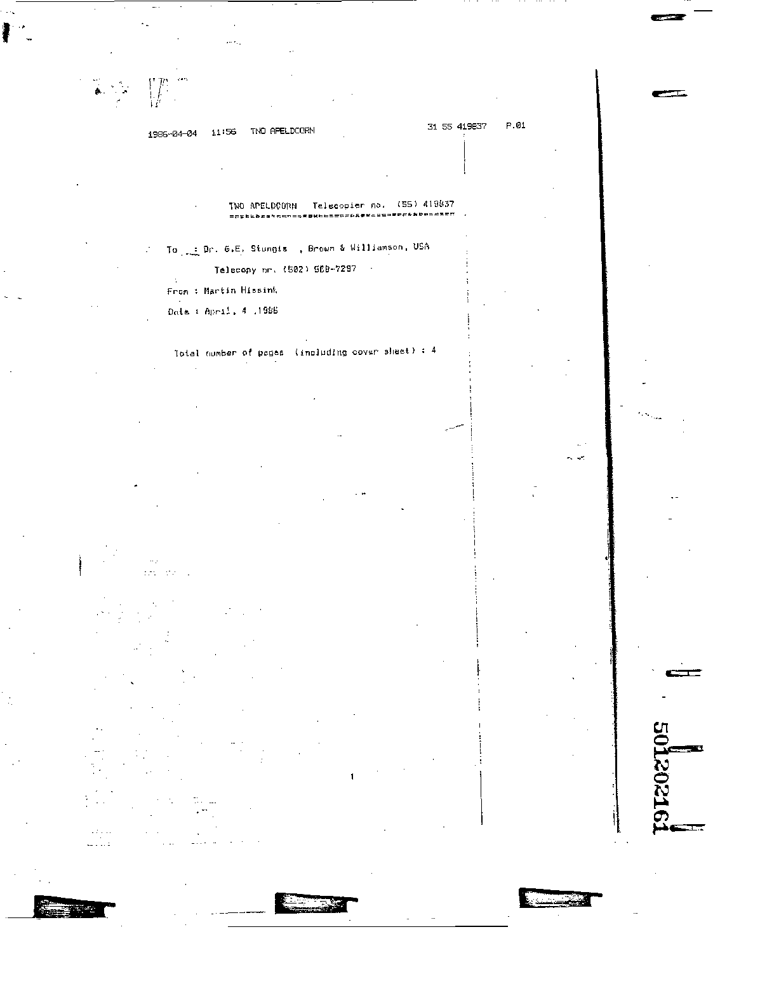 1986-04-04 11:56 TNO APELDOORN 31 55 419837 P.01
TWO APELDOORN Telecopier no. (55) 419837
To : Dr. G.E. Stungis , Brown & Williamson, USA
Telecopy nr. (502) 568-7297
From : Martin Hissink
Date : April, 4 ,1986
Total number of pages (including cover sheet) : 4
1
501202161